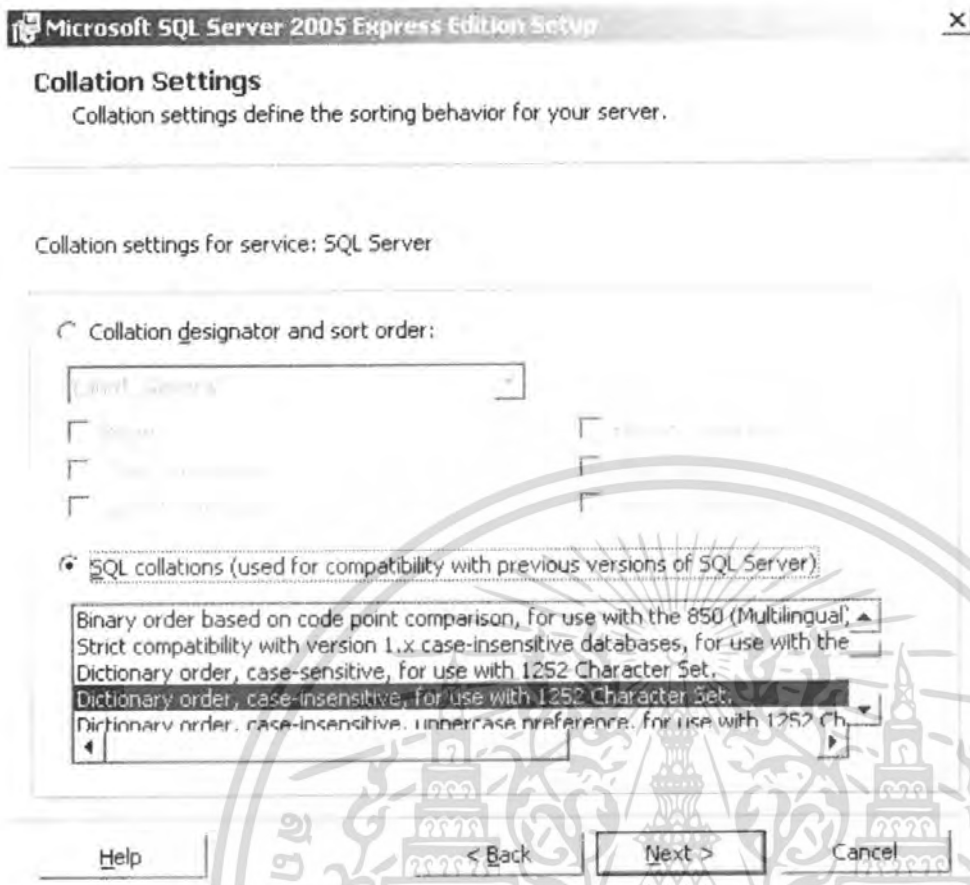 Microsoft SQL Server 2005 Express Edition Setup
Collation Settings
Collation settings define the sorting behavior for your server.
Collation settings for service: SQL Server
Collation designator and sort order:
SQL collations (used for compatibility with previous versions of SQL Server)
Binary order based on code point comparison, for use with the 850 (Multilingual)
Strict compatibility with version 1.x case-insensitive databases, for use with the
Dictionary order, case-sensitive, for use with 1252 Character Set.
Dictionary order, case-insensitive, for use with 1252 Character Set.
Dictionary order, case-insensitive, uppercase preference, for use with 1252 Ch
Help
< Back
Next >
Cancel